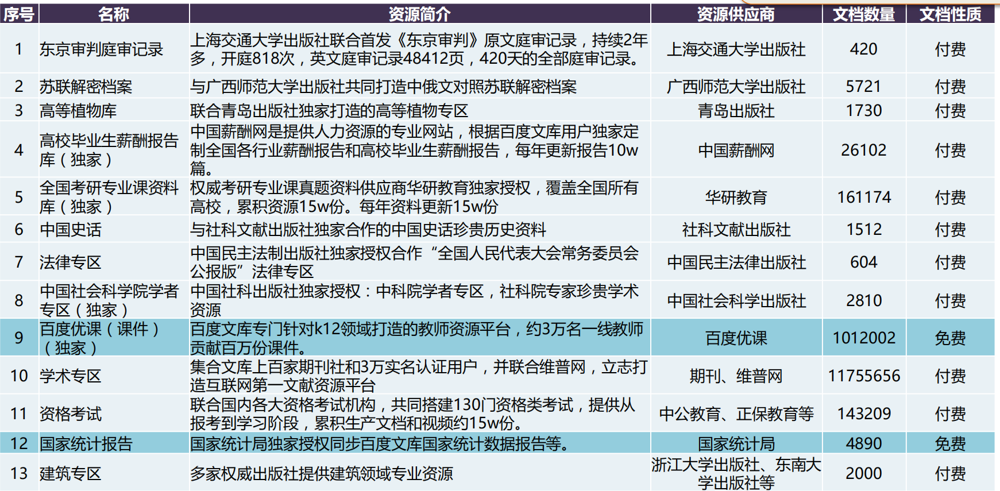 序号 名称 资源简介 资源供应商 文档数量 文档性质
1 东京审判庭审记录 上海交通大学出版社联合首发《东京审判》原文庭审记录，持续2年
多，开庭818次，英文庭审记录48412页，420天的全部庭审记录。 上海交通大学出版社 420 付费
2 苏联解密档案 与广西师范大学出版社共同打造中俄文对照苏联解密档案 广西师范大学出版社 5721 付费
3 高等植物库 联合青岛出版社独家打造的高等植物专区 青岛出版社 1730 付费
4 高校毕业生薪酬报告
库（独家） 中国薪酬网是提供人力资源的专业网站，根据百度文库用户独家定
制全国各行业薪酬报告和高校毕业生薪酬报告，每年更新报告10w
篇。 中国薪酬网 26102 付费
5 全国考研专业课资料
库（独家） 权威考研专业课真题资料供应商华研教育独家授权，覆盖全国所有
高校，累积资源15w份。每年资料更新15w份 华研教育 161174 付费
6 中国史话 与社科文献出版社独家合作的中国史话珍贵历史资料 社科文献出版社 1512 付费
7 法律专区 中国民主法制出版社独家授权合作“全国人民代表大会常务委员会
公报版”法律专区 中国民主法律出版社 604 付费
8 中国社会科学院学者
专区（独家） 中国社科出版社独家授权：中科院学者专区，社科院专家珍贵学术
资源 中国社会科学出版社 2810 付费
9 百度优课（课件）
（独家） 百度文库专门针对k12领域打造的教师资源平台，约3万名一线教师
贡献百万份课件。 百度优课 1012002 免费
10 学术专区 集合文库上百家期刊社和3万实名认证用户，并联合维普网，立志打
造互联网第一文献资源平台 期刊、维普网 11755656 付费
11 资格考试 联合国内各大资格考试机构，共同搭建130门资格类考试，提供从
报考到学习阶段，累积生产文档和视频约15w份。 中公教育、正保教育等 143209 付费
12 国家统计报告 国家统计局独家授权同步百度文库国家统计数据报告等。 国家统计局 4890 免费
13 建筑专区 多家权威出版社提供建筑领域专业资源 浙江大学出版社、东南大
学出版社等 2000 付费